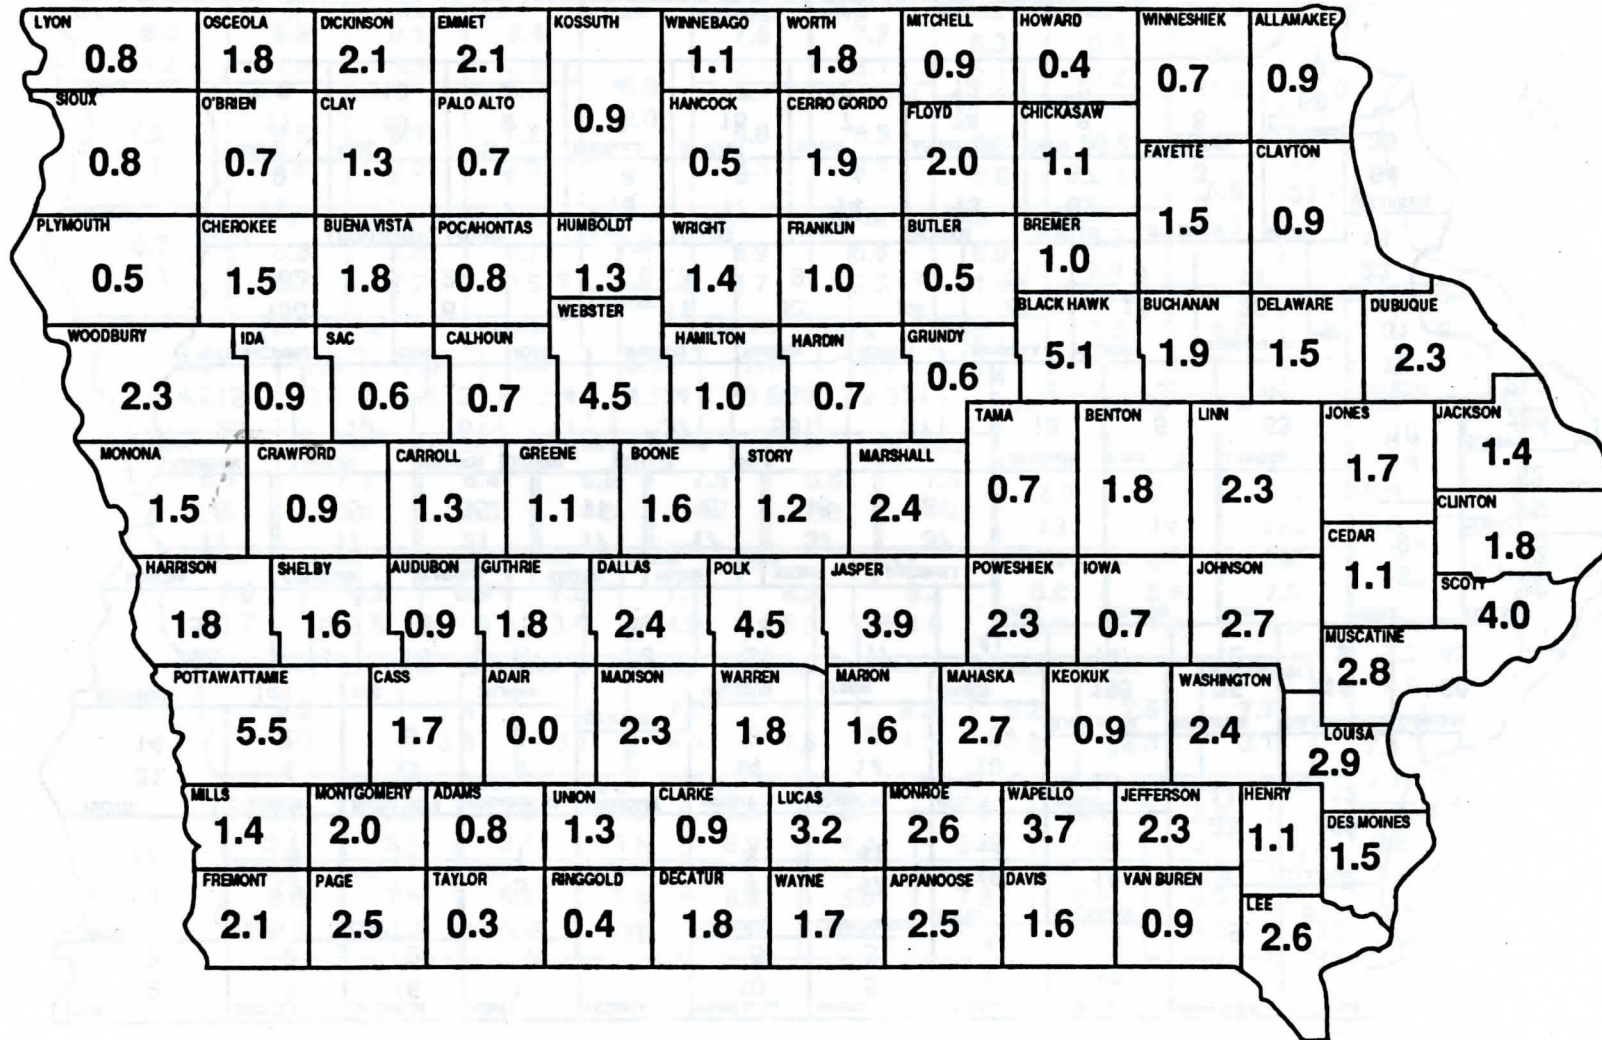 LYON OSCEOLA DICKINSON EMMET KOSSUTH WINNEBAGO WORTH MITCHELL HOWARD WINNESHIEK ALLAMAKEE
0.8 1.8 2.1 2.1 0.9 1.1 1.8 0.9 0.4 0.7 0.9
SIOUX O'BRIEN CLAY PALO ALTO HANCOCK CERRO GORDO FLOYD CHICKASAW FAYETTE CLAYTON
0.8 0.7 1.3 0.7 0.5 1.9 2.0 1.1 1.5 0.9
PLYMOUTH CHEROKEE BUENA VISTA POCAHONTAS HUMBOLDT WRIGHT FRANKLIN BUTLER BREMER
0.5 1.5 1.8 0.8 1.3 1.4 1.0 0.5 1.0
WOODBURY IDA SAC CALHOUN WEBSTER HAMILTON HARDIN GRUNDY BLACK HAWK BUCHANAN DELAWARE DUBUQUE
2.3 0.9 0.6 0.7 4.5 1.0 0.7 0.6 5.1 1.9 1.5 2.3
MONONA CRAWFORD CARROLL GREENE BOONE STORY MARSHALL TAMA BENTON LINN JONES JACKSON
1.5 0.9 1.3 1.1 1.6 1.2 2.4 0.7 1.8 2.3 1.7 1.4
CLINTON
1.8
HARRISON SHELBY AUDUBON GUTHRIE DALLAS POLK JASPER POWESHIEK IOWA JOHNSON CEDAR SCOTT
1.8 1.6 0.9 1.8 2.4 4.5 3.9 2.3 0.7 2.7 1.1 4.0
MUSCATINE
2.8
POTTAWATTAMIE CASS ADAIR MADISON WARREN MARION MAHASKA KEOKUK WASHINGTON LOUISA
5.5 1.7 0.0 2.3 1.8 1.6 2.7 0.9 2.4 2.9
MILLS MONTGOMERY ADAMS UNION CLARKE LUCAS MONROE WAPELLO JEFFERSON HENRY DES MOINES
1.4 2.0 0.8 1.3 0.9 3.2 2.6 3.7 2.3 1.1 1.5
FREMONT PAGE TAYLOR RINGGOLD DECATUR WAYNE APPANOOSE DAVIS VAN BUREN LEE
2.1 2.5 0.3 0.4 1.8 1.7 2.5 1.6 0.9 2.6